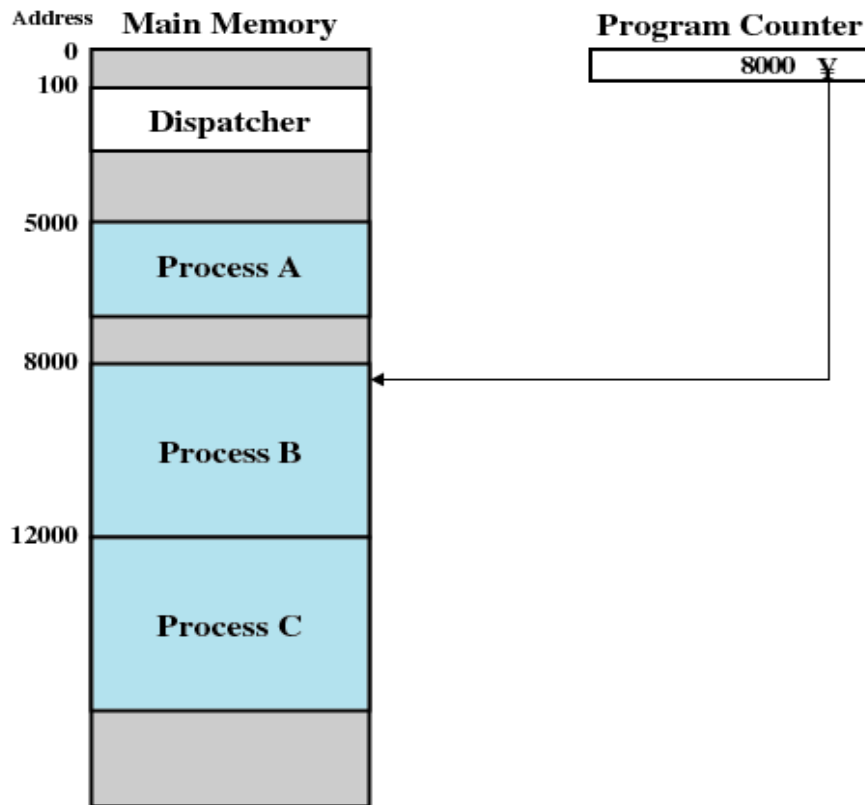 Address
Main Memory
Program Counter
0
8000 ¥
100
Dispatcher
5000
Process A
8000
Process B
12000
Process C